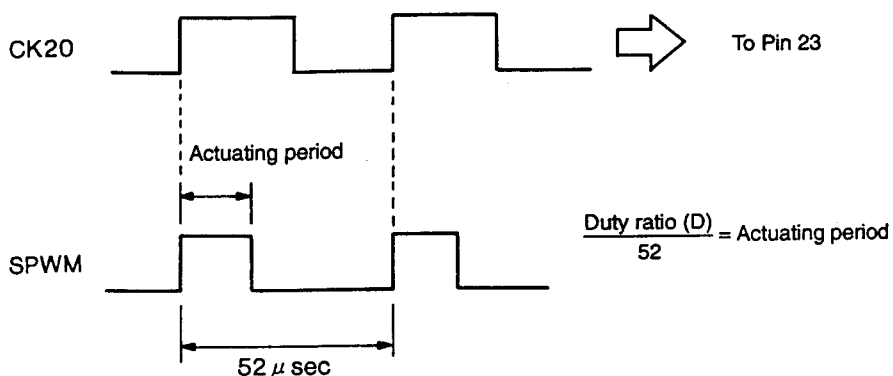 CK20
To Pin 23
Actuating period
SPWM
Duty ratio (D)
52
= Actuating period
52 μ sec